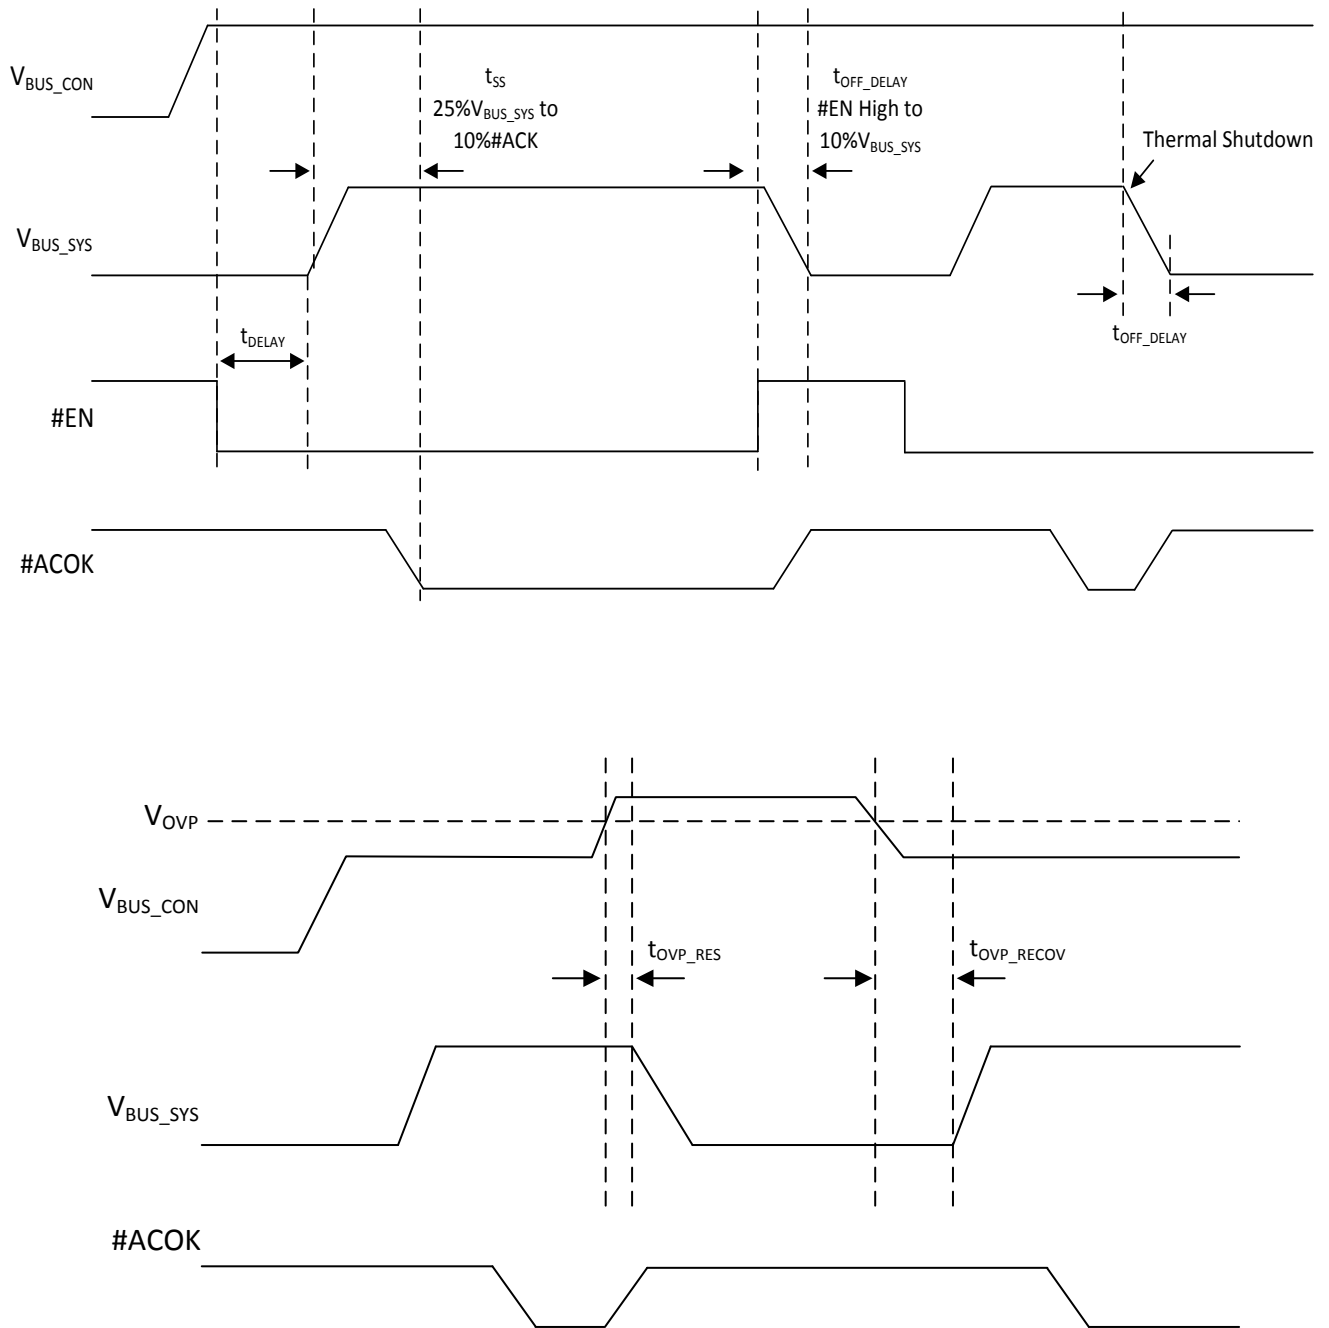 V_BUS_CON
t_SS
25%V_BUS_SYS to
10%#ACK
t_OFF_DELAY
#EN High to
10%V_BUS_SYS
Thermal Shutdown
V_BUS_SYS
t_DELAY
t_OFF_DELAY
#EN
#ACOK
V_OVP
V_BUS_CON
t_OVP_RES
t_OVP_RECOV
V_BUS_SYS
#ACOK